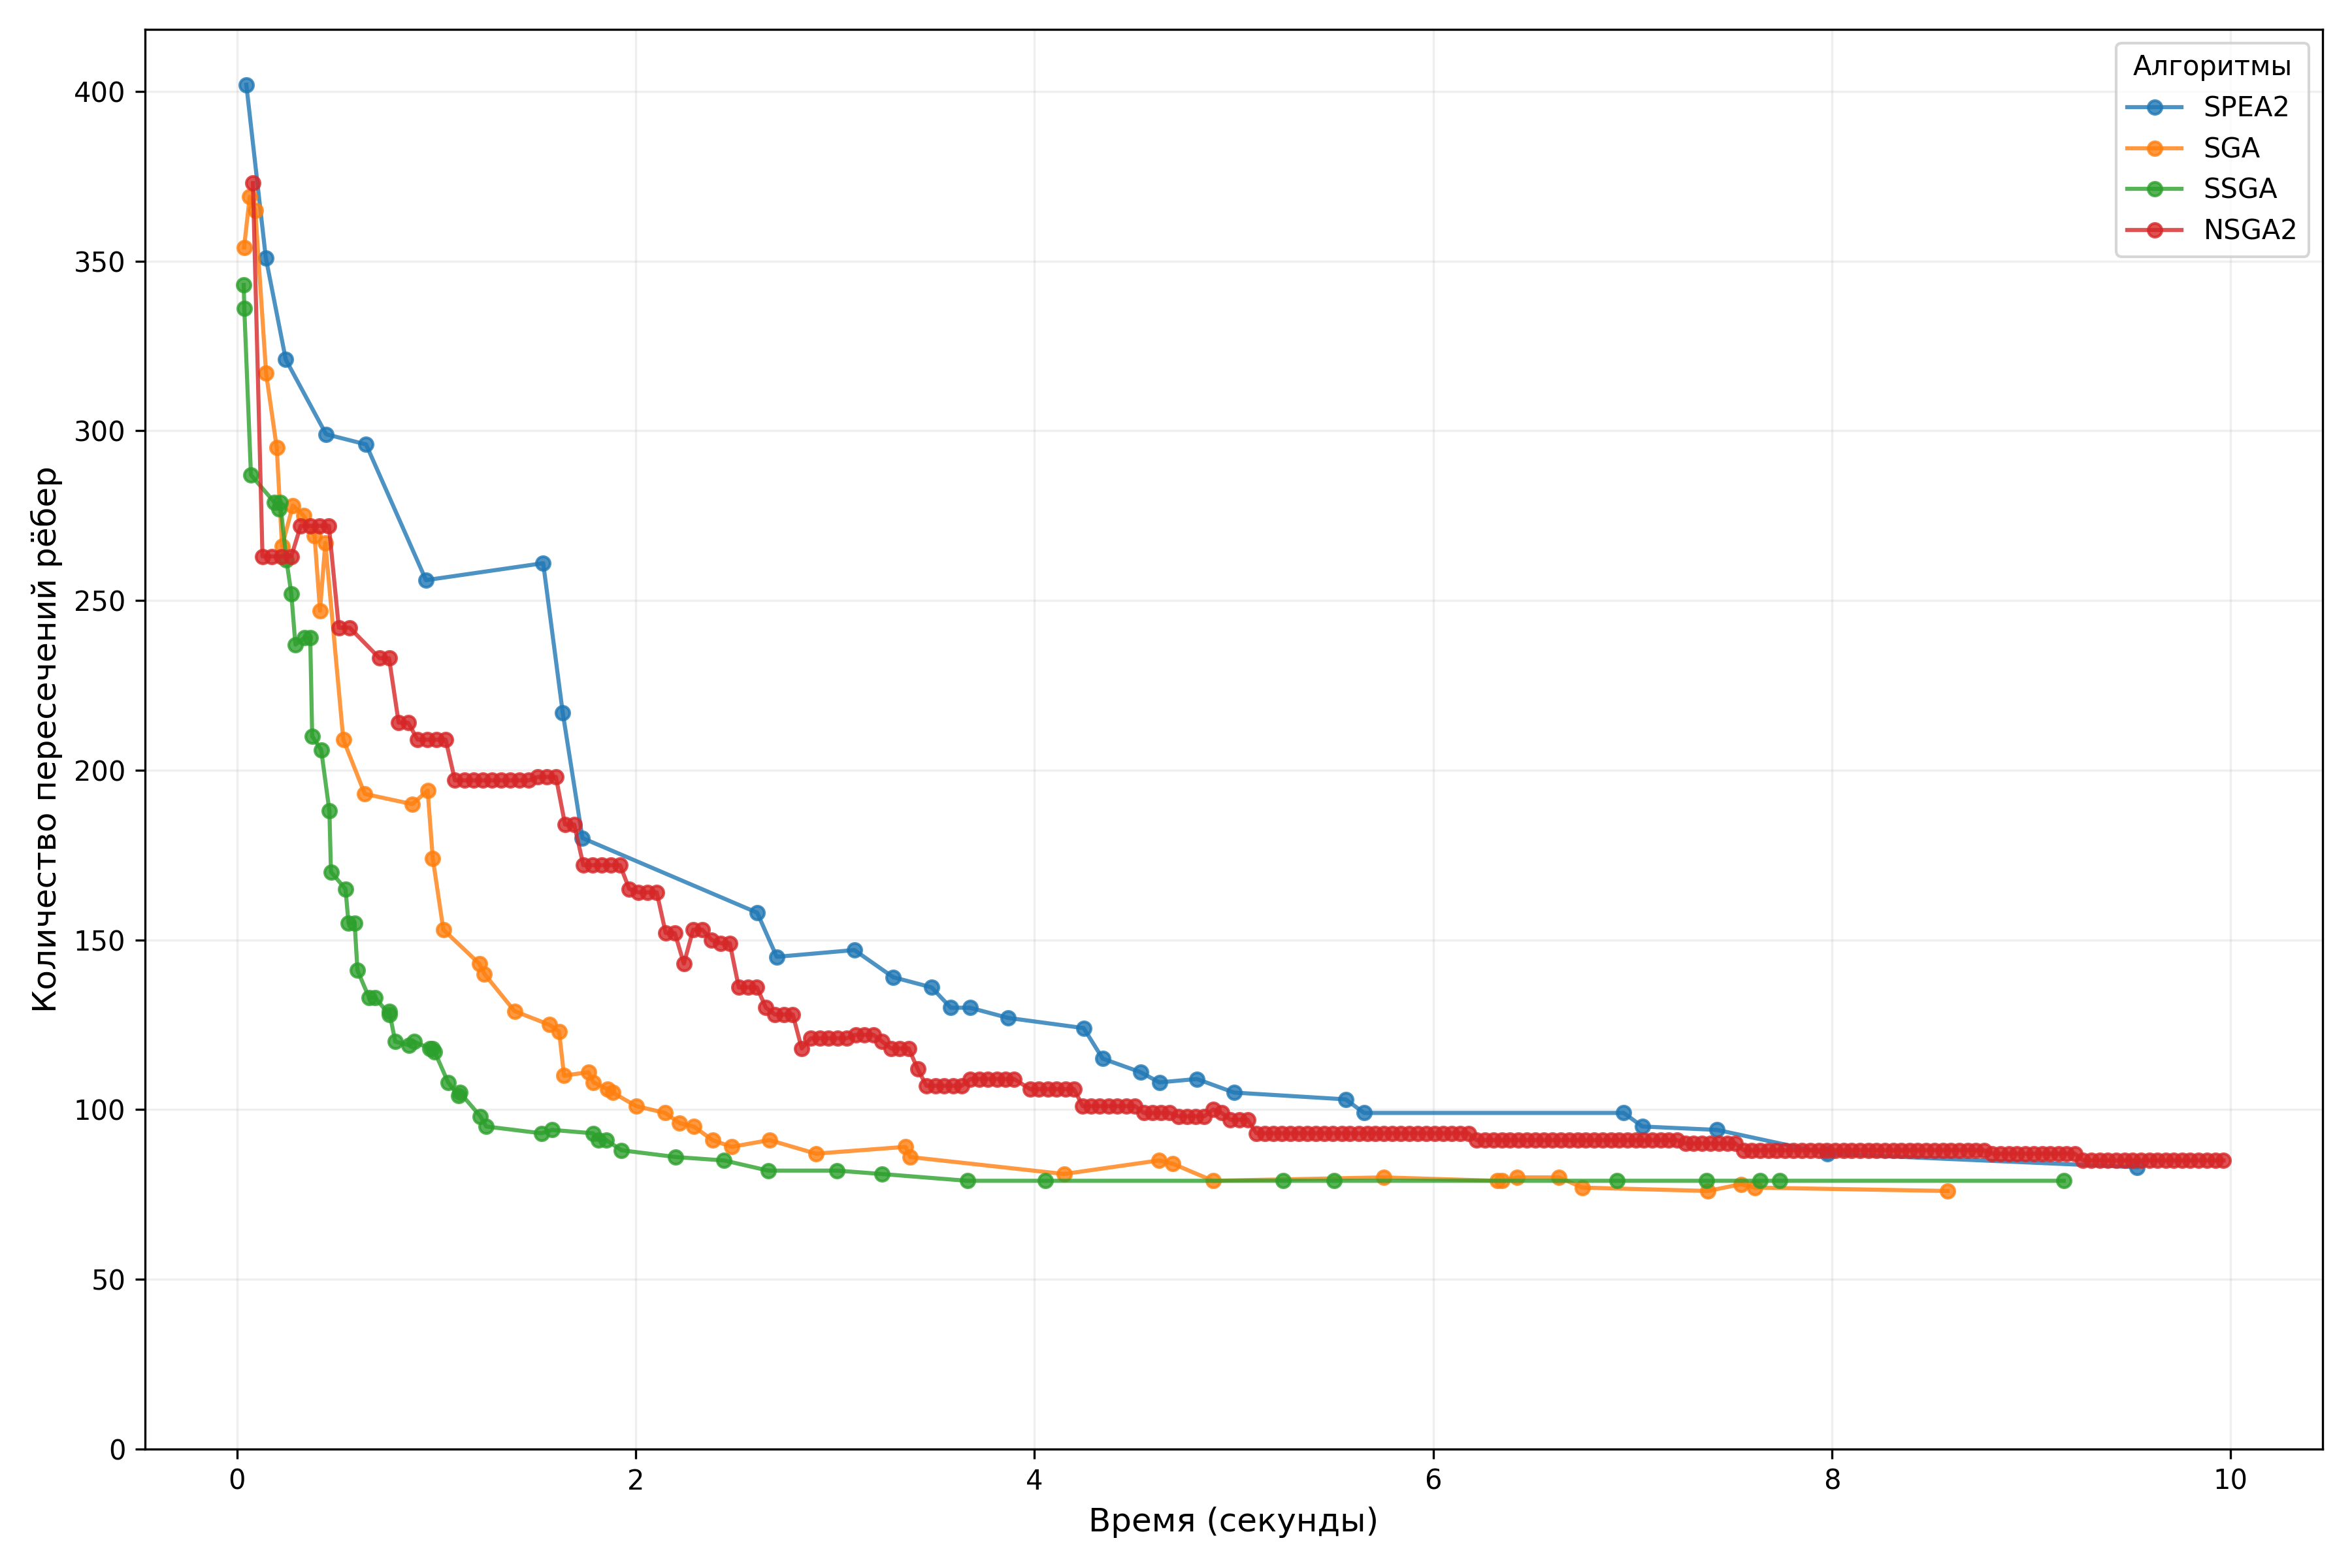 Алгоритмы
SPEA2
SGA
SSGA
NSGA2
Количество пересечений рёбер
400
350
300
250
200
150
100
50
0
0 2 4 6 8 10
Время (секунды)